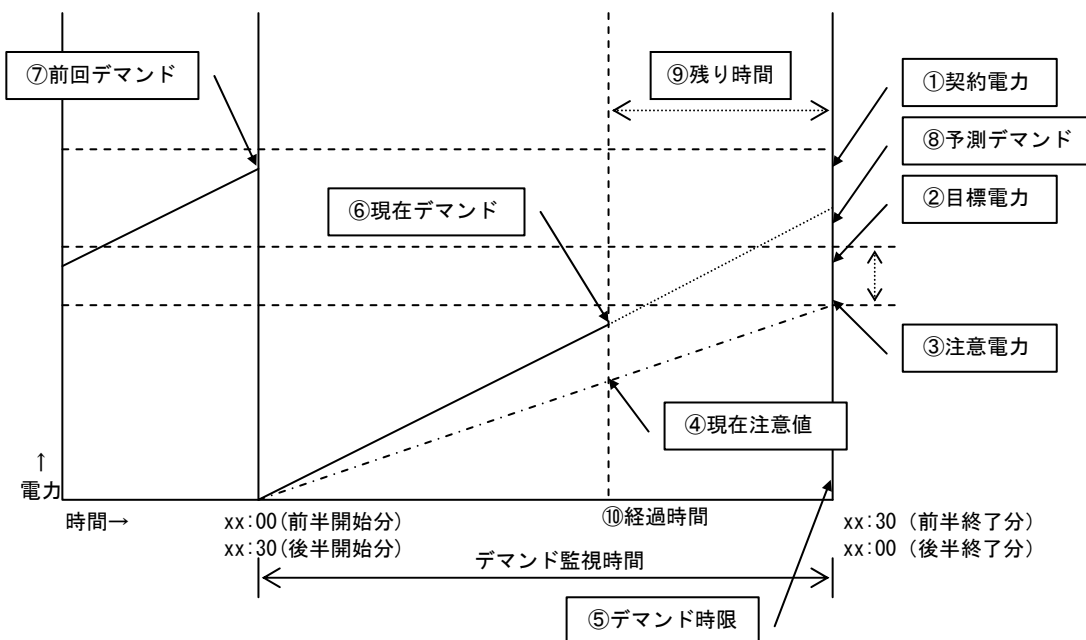 ⑦前回デマンド
⑨残り時間
①契約電力
⑧予測デマンド
②目標電力
⑥現在デマンド
③注意電力
④現在注意値
↑
電力
時間→
xx:00(前半開始分)
xx:30(後半開始分)
⑩経過時間
xx:30 (前半終了分)
xx:00 (後半終了分)
デマンド監視時間
⑤デマンド時限